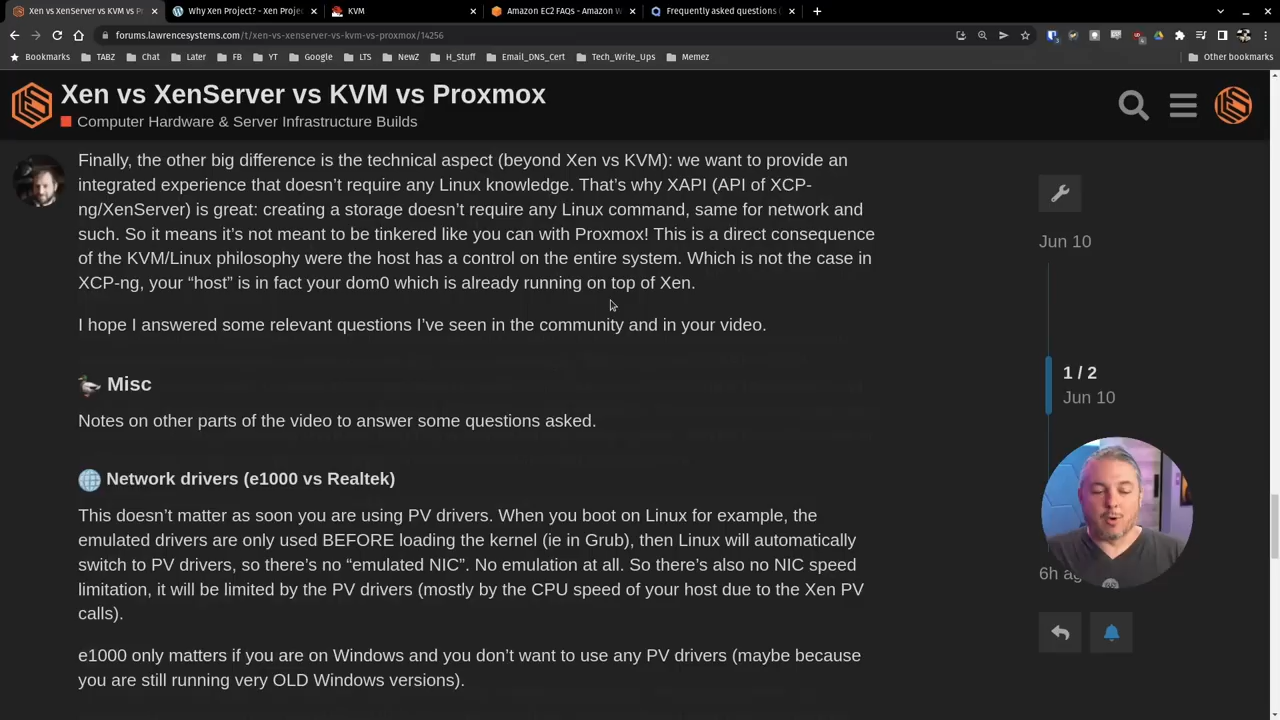 Xen vs XenServer vs KVM vs P
Why Xen Project? - Xen Proje
KVM
Amazon EC2 FAQs - Amazon W
Frequently asked questions
forums.lawrencesystems.com/t/xen-vs-xenserver-vs-kvm-vs-proxmox/14256
Bookmarks TABZ Chat Later FB YT Google LTS NewZ H_Stuff Email_DNS_Cert Tech_Write_Ups Memez Other bookmarks
Xen vs XenServer vs KVM vs Proxmox
Computer Hardware & Server Infrastructure Builds
Finally, the other big difference is the technical aspect (beyond Xen vs KVM): we want to provide an
integrated experience that doesn’t require any Linux knowledge. That’s why XAPI (API of XCP-
ng/XenServer) is great: creating a storage doesn’t require any Linux command, same for network and
such. So it means it’s not meant to be tinkered like you can with Proxmox! This is a direct consequence
of the KVM/Linux philosophy were the host has a control on the entire system. Which is not the case in
XCP-ng, your “host” is in fact your dom0 which is already running on top of Xen.
I hope I answered some relevant questions I’ve seen in the community and in your video.
Misc
Notes on other parts of the video to answer some questions asked.
Network drivers (e1000 vs Realtek)
This doesn’t matter as soon you are using PV drivers. When you boot on Linux for example, the
emulated drivers are only used BEFORE loading the kernel (ie in Grub), then Linux will automatically
switch to PV drivers, so there’s no “emulated NIC”. No emulation at all. So there’s also no NIC speed
limitation, it will be limited by the PV drivers (mostly by the CPU speed of your host due to the Xen PV
calls).
e1000 only matters if you are on Windows and you don’t want to use any PV drivers (maybe because
you are still running very OLD Windows versions).
Jun 10
1 / 2
Jun 10
6h